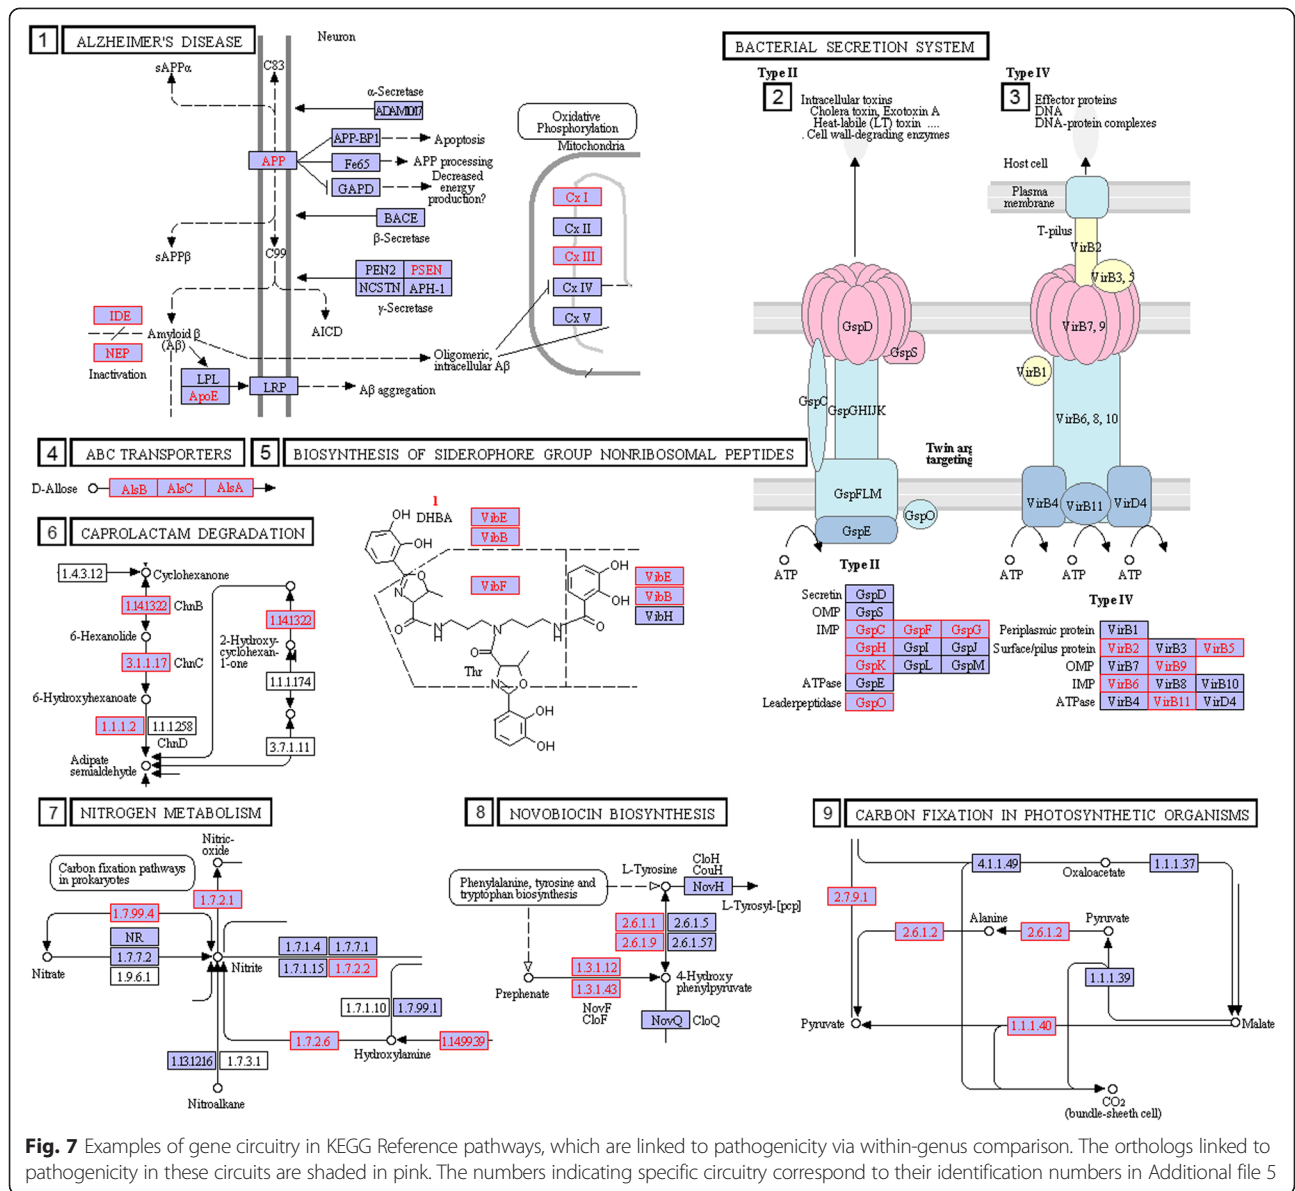 1 ALZHEIMER'S DISEASE
Neuron
sAPPα
C83
α-Secretase
ADAM10/17
APP
APP-BP1
Apoptosis
Fe65
APP processing
GAPD
Decreased
energy
production?
BACE
β-Secretase
sAPPβ
C99
PEN2 PSEN
NCSTN APH-1
γ-Secretase
IDE
NEP
Inactivation
Amyloid β
(Aβ)
AICD
LPL
ApoE
LRP
Aβ aggregation
Oligomeric,
intracellular Aβ
Oxidative
Phosphorylation
Mitochondria
Cx I
Cx II
Cx III
Cx IV
Cx V
BACTERIAL SECRETION SYSTEM
Type II
2
Intracellular toxins
Cholera toxin, Exotoxin A
Heat-labile (LT) toxin ....
. Cell wall-degrading enzymes
GspD
GspS
GspC
GspGHIJK
GspFLM
GspE
GspO
ATP
Twin arg
targeting
Type IV
3
Effector proteins
DNA
DNA-protein complexes
Host cell
Plasma
membrane
T-pilus
VirB2
VirB3, 5
VirB7, 9
VirB1
VirB6, 8, 10
VirB4
VirB11
VirD4
ATP
ATP
ATP
Type II
Secretin GspD
OMP GspS
IMP GspC GspF GspG
GspH GspI GspJ
GspK GspL GspM
ATPase GspE
Leaderpeptidase GspO
Type IV
Periplasmic protein VirB1
Surface/pilus protein VirB2 VirB3 VirB5
OMP VirB7 VirB9
IMP VirB6 VirB8 VirB10
ATPase VirB4 VirB11 VirD4
4 ABC TRANSPORTERS
D-Allose AlsB AlsC AlsA
5 BIOSYNTHESIS OF SIDEROPHORE GROUP NONRIBOSOMAL PEPTIDES
1
DHBA
VibE
VibB
VibF
VibE
VibB
VibH
OH
OH
O
N
O
NH
N
HN
O
OH
OH
O
Thr
O
N
OH
OH
6 CAPROLACTAM DEGRADATION
1.4.3.12
Cyclohexanone
1.14.13.22 ChnB
6-Hexanolide
3.1.1.17 ChnC
6-Hydroxyhexanoate
1.1.1.2 1.1.1.258
ChnD
Adipate
semialdehyde
1.14.13.22
2-Hydroxy-
cyclohexan-
1-one
1.1.1.174
3.7.1.11
7 NITROGEN METABOLISM
Nitric-
oxide
Carbon fixation pathways
in prokaryotes
1.7.2.1
1.7.99.4
NR
1.7.7.2
1.9.6.1
Nitrate
Nitrite
1.7.1.4 1.7.7.1
1.7.1.15 1.7.2.2
1.7.1.10 1.7.99.1
1.7.2.6
Hydroxylamine
1.14.99.39
1.13.12.16 1.7.3.1
Nitroalkane
8 NOVOBIOCIN BIOSYNTHESIS
Phenylalanine, tyrosine and
tryptophan biosynthesis
L-Tyrosine
CloH
CouH
NovH
L-Tyrosyl-[pcp]
2.6.1.1 2.6.1.5
2.6.1.9 2.6.1.57
Prephenate
1.3.1.12
1.3.1.43
NovF
CloF
4-Hydroxy
phenylpyruvate
NovQ CloQ
9 CARBON FIXATION IN PHOTOSYNTHETIC ORGANISMS
4.1.1.49
Oxaloacetate
1.1.1.37
2.7.9.1
2.6.1.2
Alanine
2.6.1.2
Pyruvate
1.1.1.39
Pyruvate
1.1.1.40
Malate
CO2
(bundle-sheeth cell)
Fig. 7 Examples of gene circuitry in KEGG Reference pathways, which are linked to pathogenicity via within-genus comparison. The orthologs linked to
pathogenicity in these circuits are shaded in pink. The numbers indicating specific circuitry correspond to their identification numbers in Additional file 5